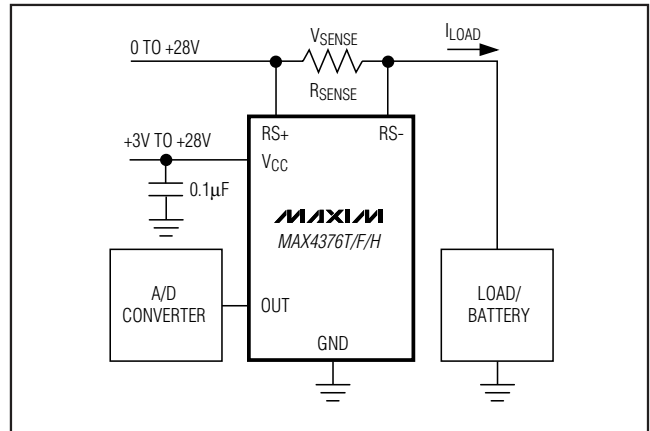 0 TO +28V
VSENSE
ILOAD
RSENSE
RS+
RS-
+3V TO +28V
VCC
0.1μF
MAXIM
MAX4376T/F/H
A/D
CONVERTER
OUT
LOAD/
BATTERY
GND